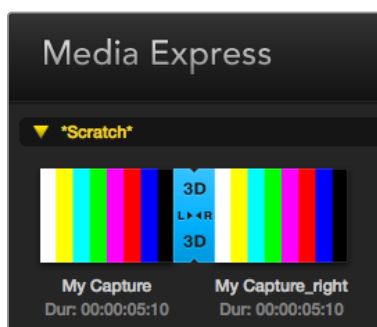 Media Express
*Scratch*
3D
L R
3D
My Capture My Capture_right
Dur: 00:00:05:10 Dur: 00:00:05:10